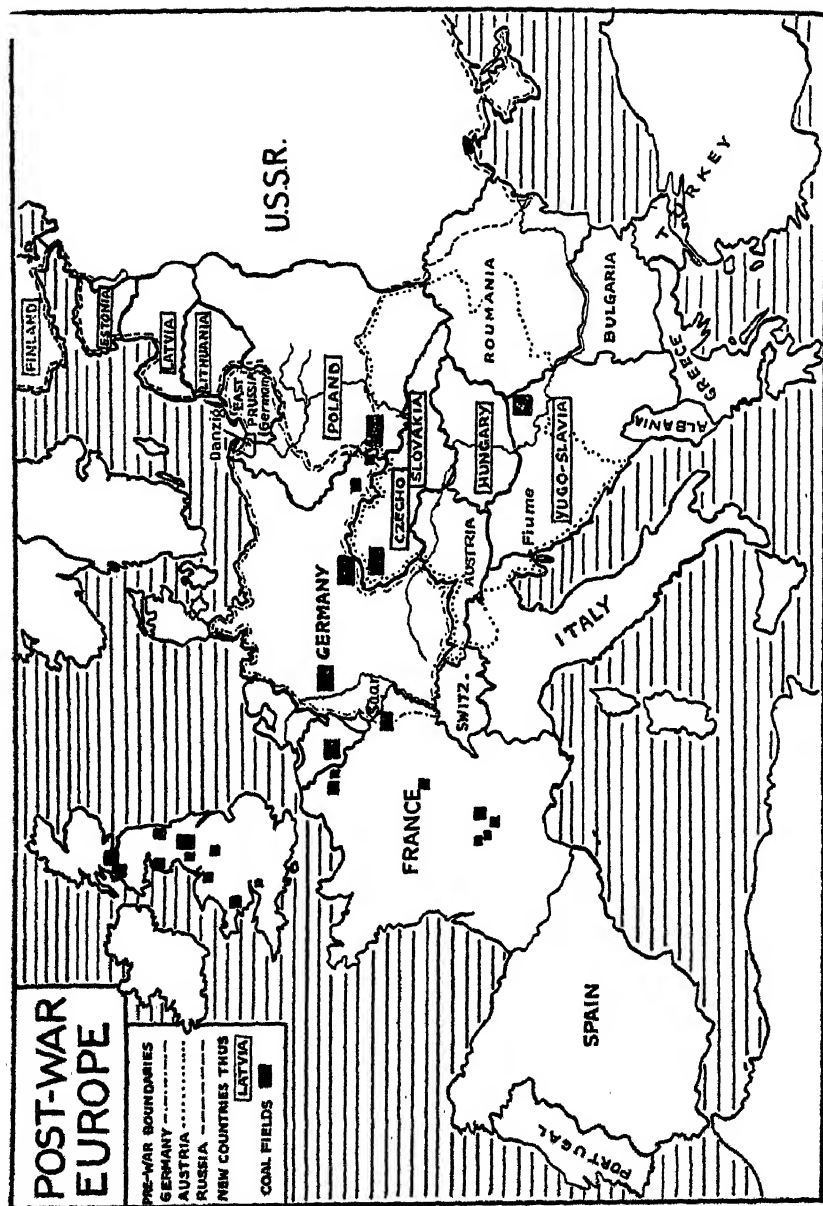 POST-WAR
EUROPE
PRE-WAR BOUNDARIES
GERMANY
AUSTRIA
RUSSIA
NEW COUNTRIES THUS
LATVIA
COAL FIELDS
FINLAND
ESTONIA
LATVIA
LITHUANIA
U.S.S.R.
Danzig
EAST
PRUSSIA
(Germany)
POLAND
GERMANY
Saar
CZECHO
SLOVAKIA
AUSTRIA
HUNGARY
ROUMANIA
FRANCE
SWITZ.
Fiume
YUGO-SLAVIA
BULGARIA
TURKEY
ITALY
ALBANIA
GREECE
SPAIN
PORTUGAL